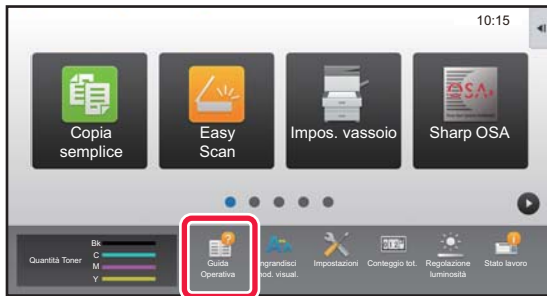 10:15
Copia
semplice
Easy
Scan
Impos. vassoio
OSA
Sharp OSA
Quantità Toner
Bk
C
M
Y
Guida
Operativa
Ingrandisci
mod. visual.
Impostazioni
Conteggio tot.
Regolazione
luminosità
Stato lavoro